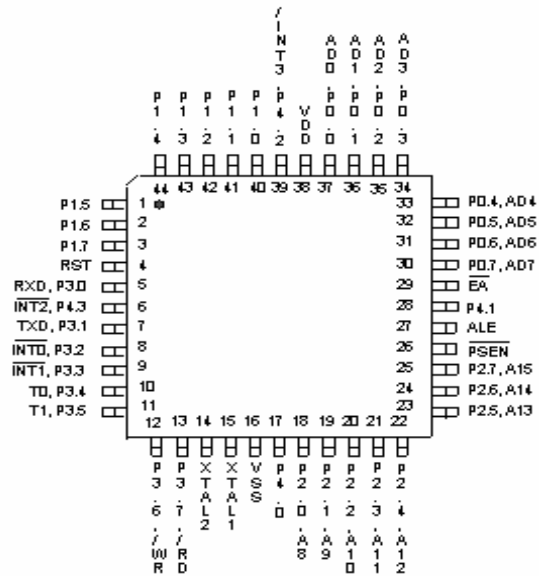 /INT3, P4.2
AD0, P0.0
AD1, P0.1
AD2, P0.2
AD3, P0.3
P1.4
P1.3
P1.2
P1.1
P1.0
VDD
44 43 42 41 40 39 38 37 36 35 34
P1.5 1
P1.6 2
P1.7 3
RST 4
RXD, P3.0 5
INT2, P4.3 6
TXD, P3.1 7
INT0, P3.2 8
INT1, P3.3 9
T0, P3.4 10
T1, P3.5 11
33 P0.4, AD4
32 P0.5, AD5
31 P0.6, AD6
30 P0.7, AD7
29 EA
28 P4.1
27 ALE
26 PSEN
25 P2.7, A15
24 P2.6, A14
23 P2.5, A13
12 13 14 15 16 17 18 19 20 21 22
P3.6, /WR
P3.7, /RD
XTAL2
XTAL1
VSS
P4.0
P2.0, A8
P2.1, A9
P2.2, A10
P2.3, A11
P2.4, A12